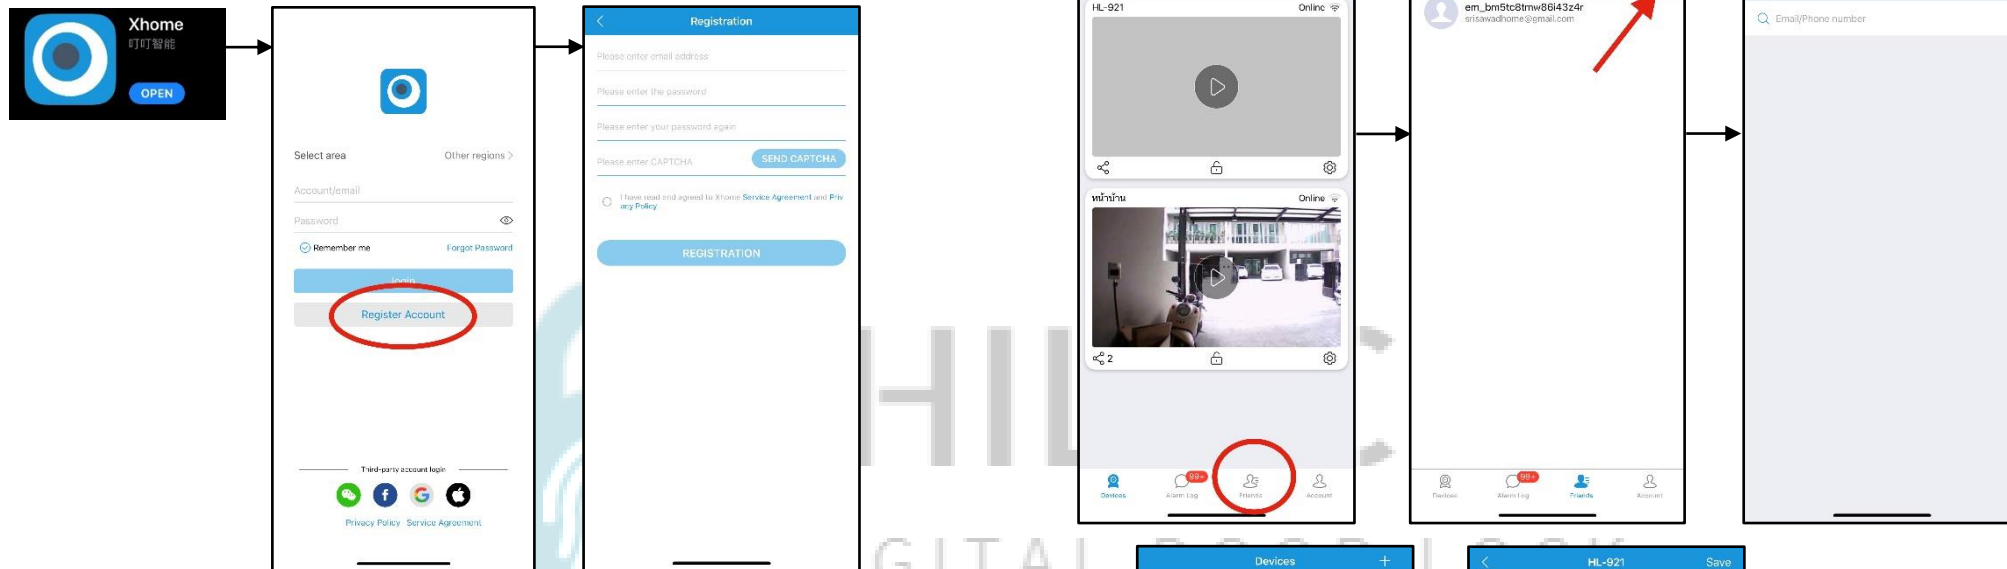 Xhome
叮叮智能
OPEN
Select area Other regions >
Account/email
Password
Remember me Forgot Password
login
Register Account
Third-party account login
Privacy Policy Service Agreement
Registration
Please enter email address
Please enter the password
Please enter your password again
Please enter CAPTCHA SEND CAPTCHA
I have read and agreed to Xhome Service Agreement and Priv
acy Policy
REGISTRATION
HL-921 Online
หน้าบ้าน Online
2
99+
Devices Alarm Log Friends Account
em_bm5tc8tmw86i43z4r
srisawadhome@gmail.com
99+
Devices Alarm Log Friends Account
Email/Phone number
Devices +
HL-921 Save